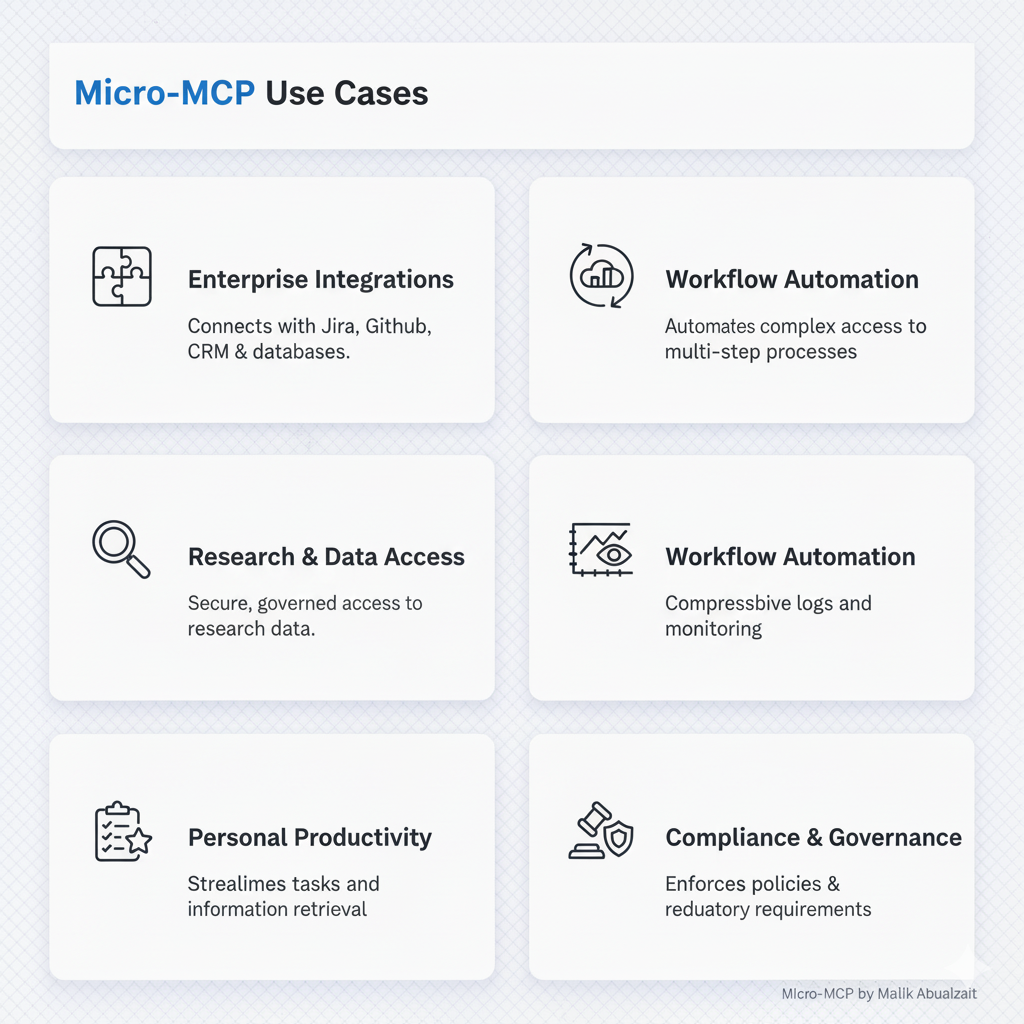 Micro-MCP Use Cases
Enterprise Integrations
Connects with Jira, Github,
CRM & databases.
Workflow Automation
Automates complex access to
multi-step processes
Research & Data Access
Secure, governed access to
research data.
Workflow Automation
Compressbive logs and
monitoring
Personal Productivity
Strealimes tasks and
information retrieval
Compliance & Governance
Enforces policies &
reduatory requirements
Micro-MCP by Malik Abualzait